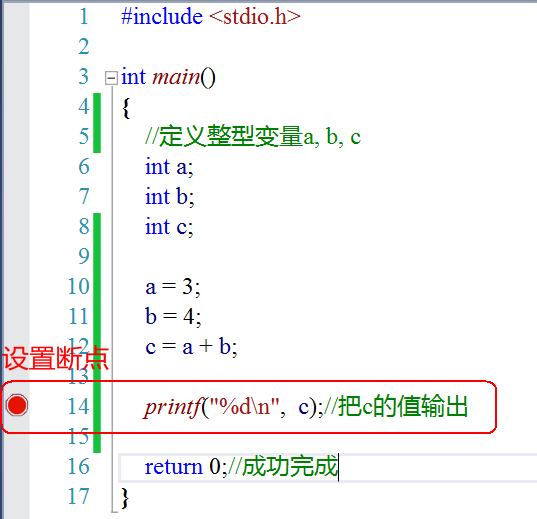 1 #include <stdio.h>
2
3 int main()
4 {
5 //定义整型变量a, b, c
6 int a;
7 int b;
8 int c;
9
10 a = 3;
11 b = 4;
12 c = a + b;
设置断点
13
14 printf("%d\n", c);//把c的值输出
15
16 return 0;//成功完成
17 }